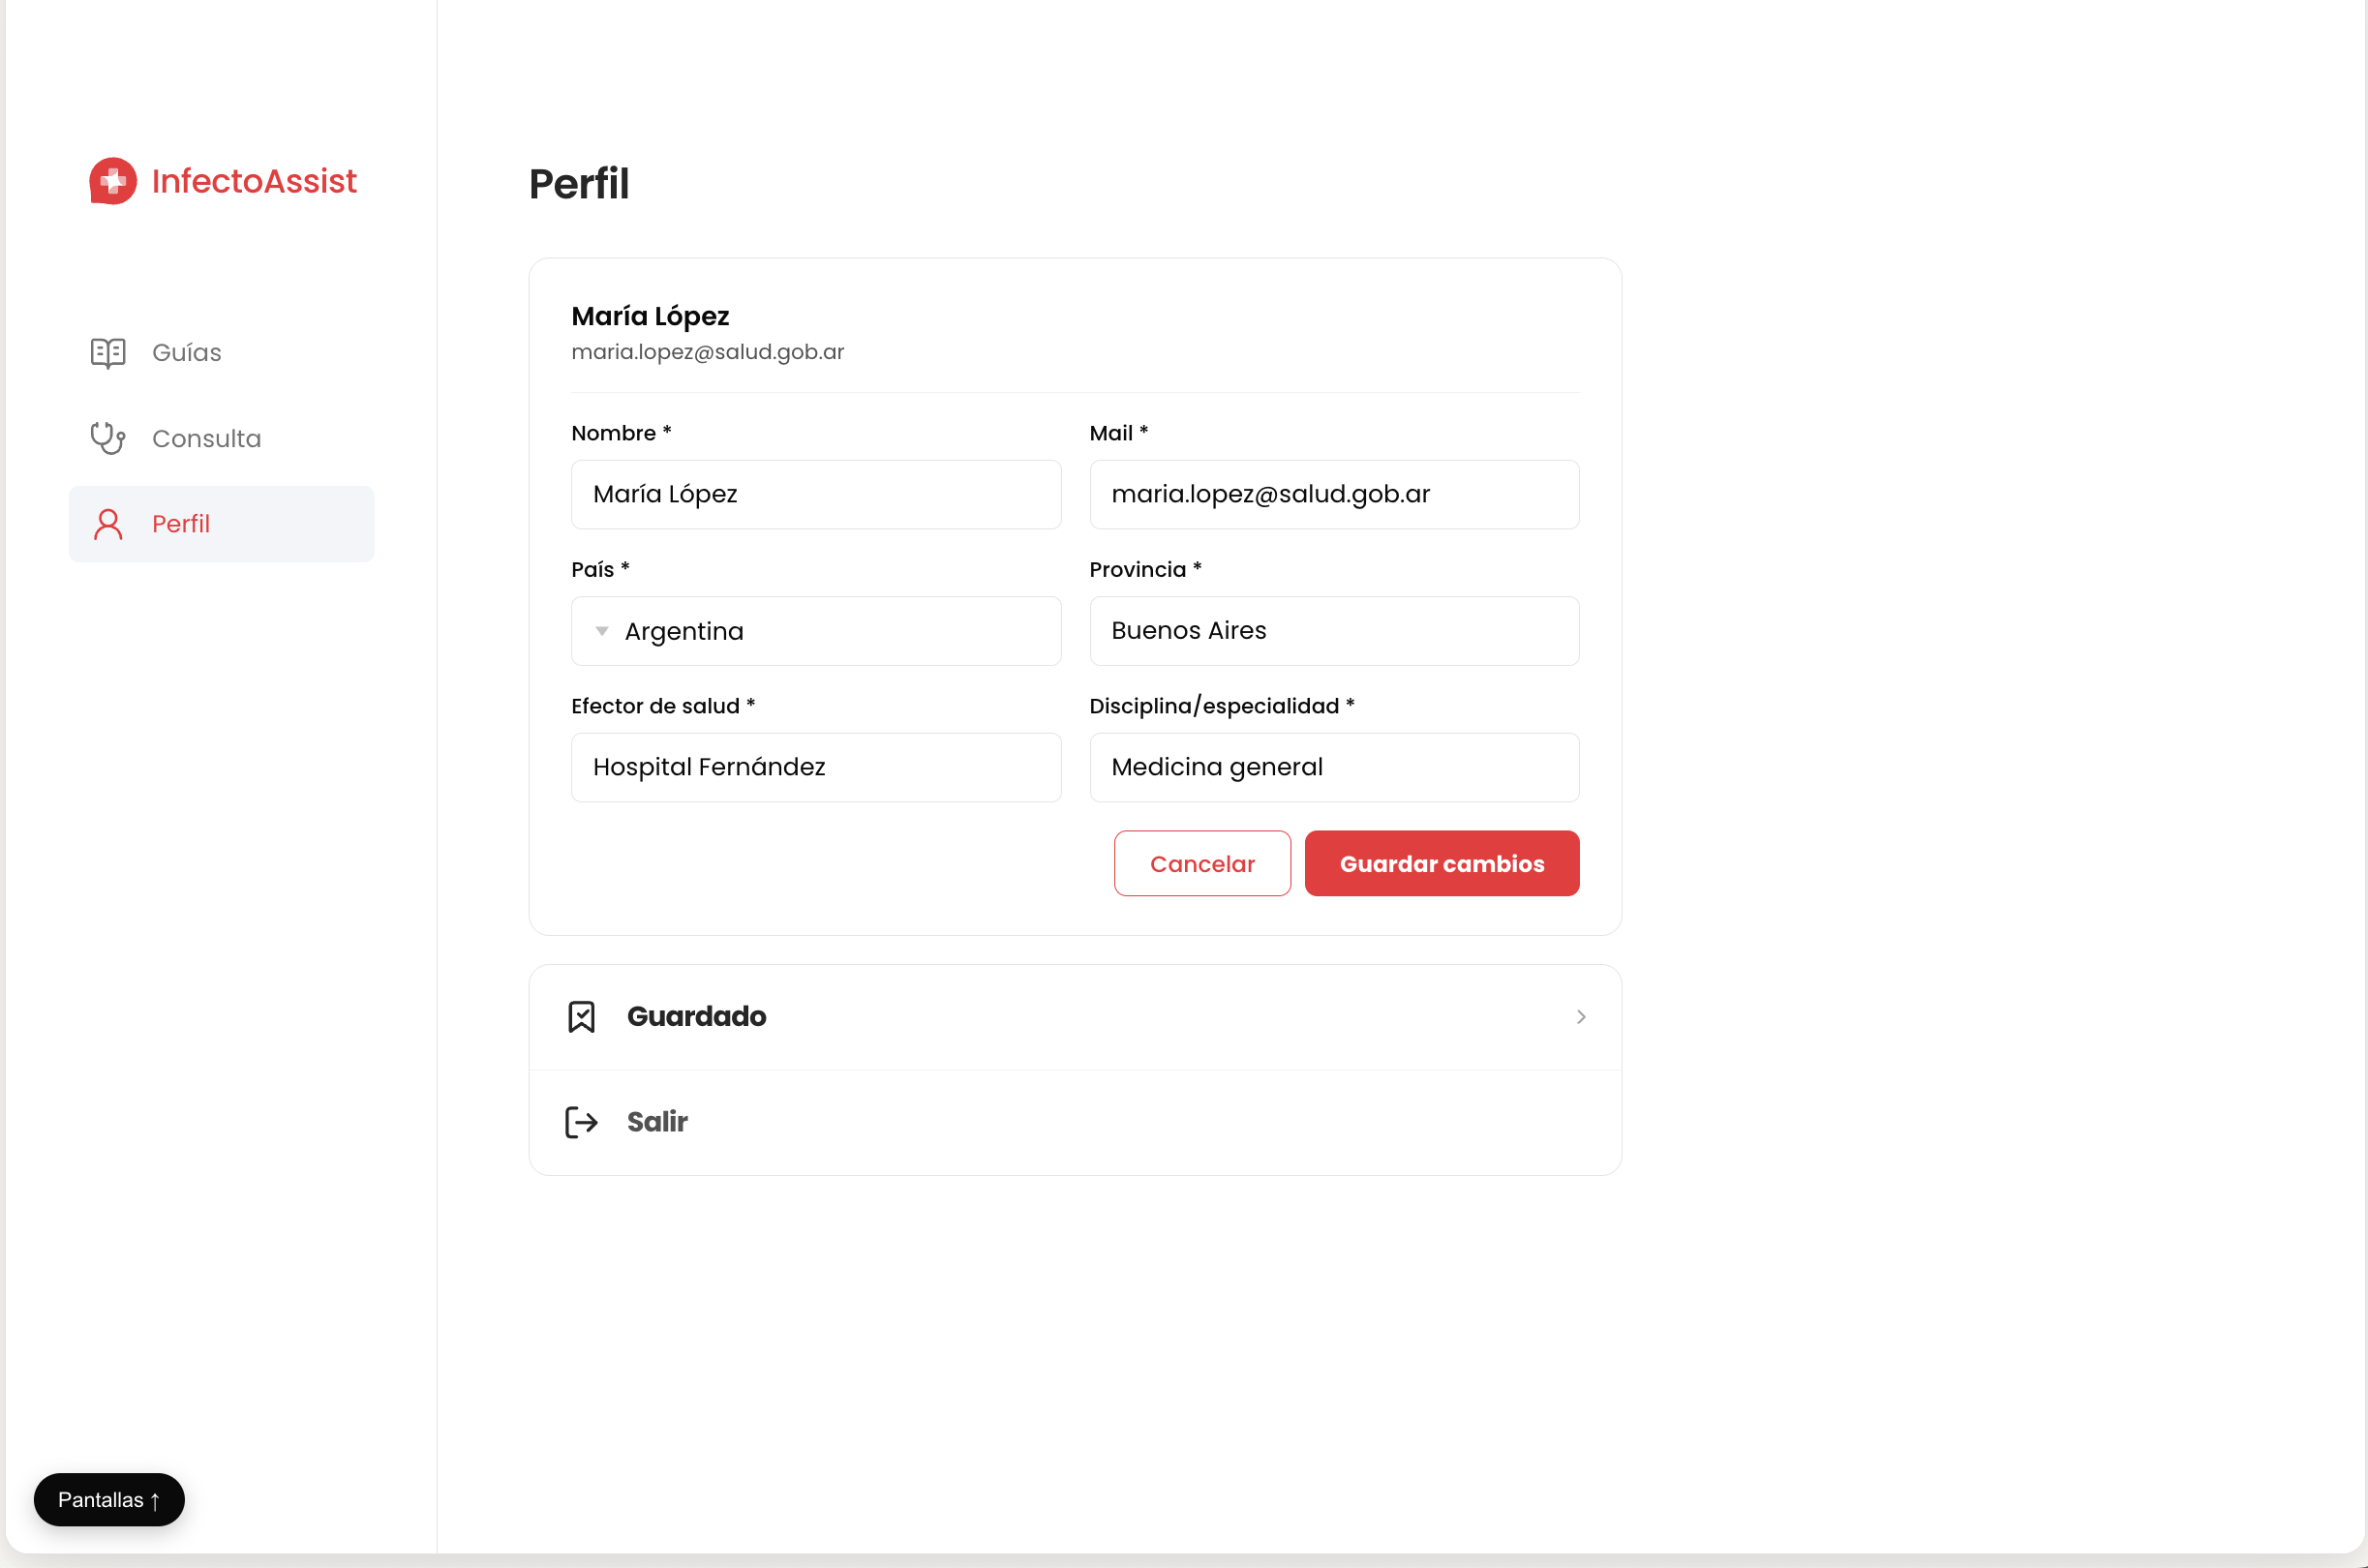 InfectoAssist
Guías
Consulta
Perfil
Perfil
María López
maria.lopez@salud.gob.ar
Nombre *
Mail *
María López
maria.lopez@salud.gob.ar
País *
Provincia *
Argentina
Buenos Aires
Efector de salud *
Disciplina/especialidad *
Hospital Fernández
Medicina general
Cancelar
Guardar cambios
Guardado
Salir
Pantallas ↑